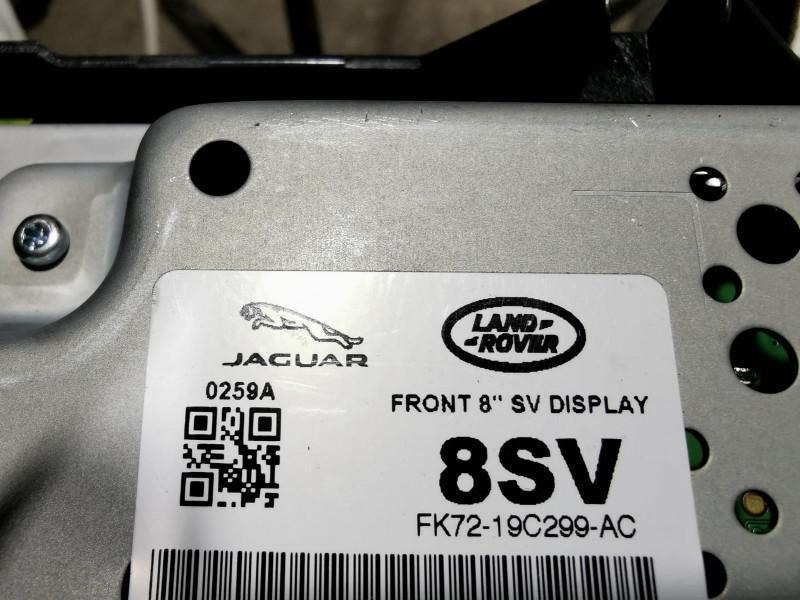 JAGUAR
LAND
ROVER
0259A
FRONT 8" SV DISPLAY
8SV
FK72-19C299-AC